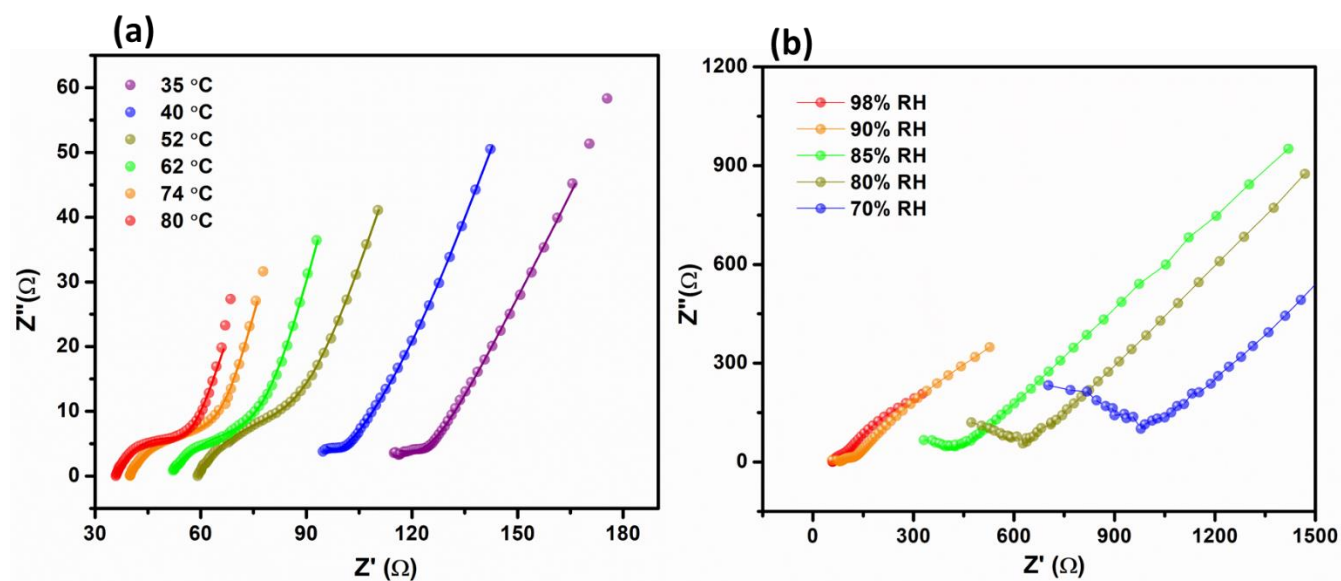 (a)
60
50
40
30
20
10
0
Z''(Ω)
35 °C
40 °C
52 °C
62 °C
74 °C
80 °C
30 60 90 120 150 180
Z' (Ω)
(b)
1200
900
600
300
0
Z''(Ω)
98% RH
90% RH
85% RH
80% RH
70% RH
0 300 600 900 1200 1500
Z' (Ω)